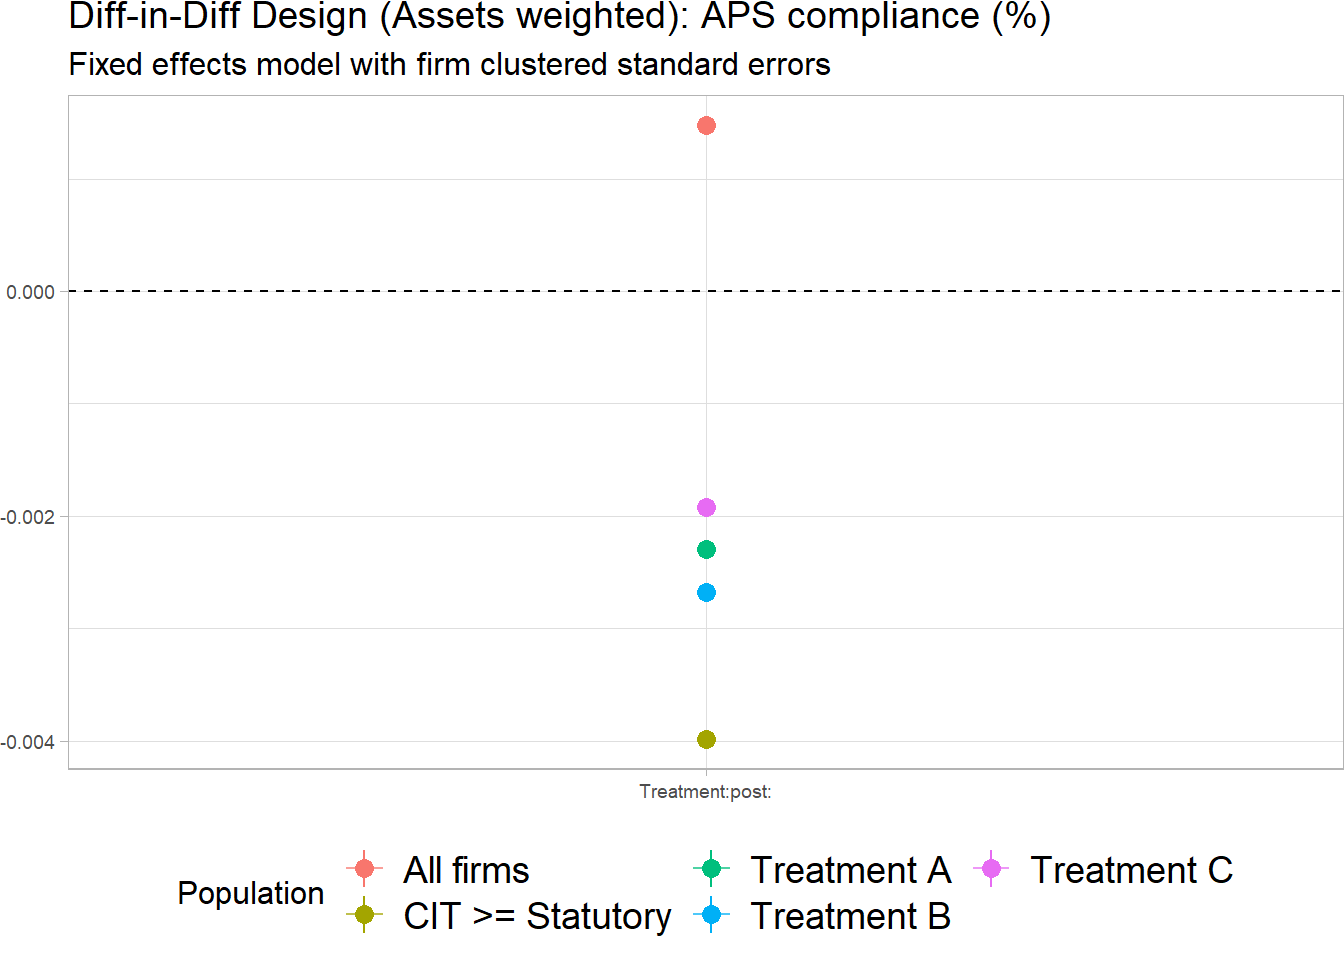 Diff-in-Diff Design (Assets weighted): APS compliance (%)
Fixed effects model with firm clustered standard errors
0.000
-0.002
-0.004
Treatment:post:
Population
All firms
Treatment A
Treatment C
CIT >= Statutory
Treatment B